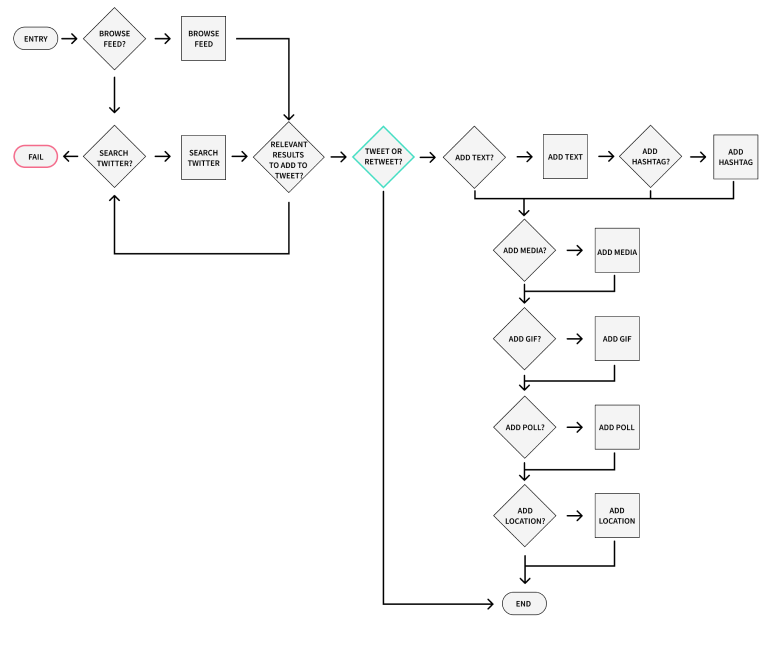 ENTRY
BROWSE
FEED?
BROWSE
FEED
FAIL
SEARCH
TWITTER?
SEARCH
TWITTER
RELEVANT
RESULTS
TO ADD TO
TWEET?
TWEET OR
RETWEET?
ADD TEXT?
ADD TEXT
ADD
HASHTAG?
ADD
HASHTAG
ADD MEDIA?
ADD MEDIA
ADD GIF?
ADD GIF
ADD POLL?
ADD POLL
ADD
LOCATION?
ADD
LOCATION
END